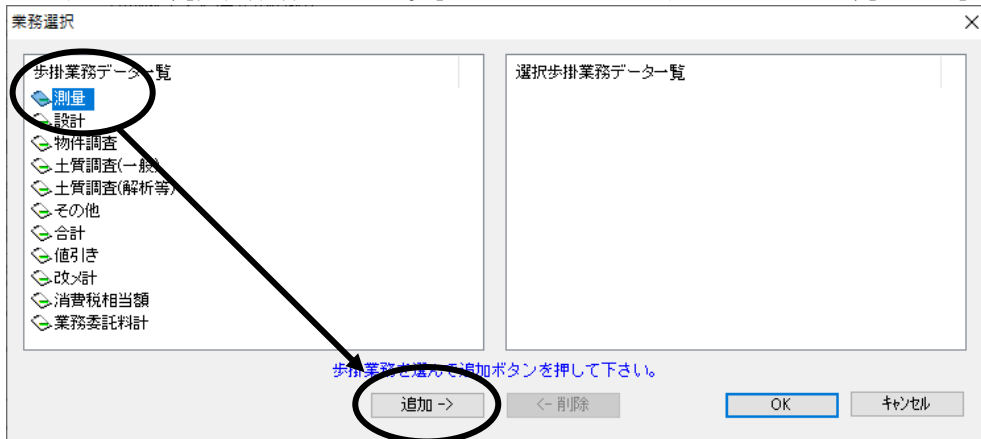 業務選択
歩掛業務データ一覧
測量
設計
物件調査
土質調査(一般)
土質調査(解析等)
その他
合計
値引き
改メ計
消費税相当額
業務委託料計
選択歩掛業務データ一覧
歩掛業務を選んで追加ボタンを押して下さい。
追加 ->
<- 削除
OK
キャンセル